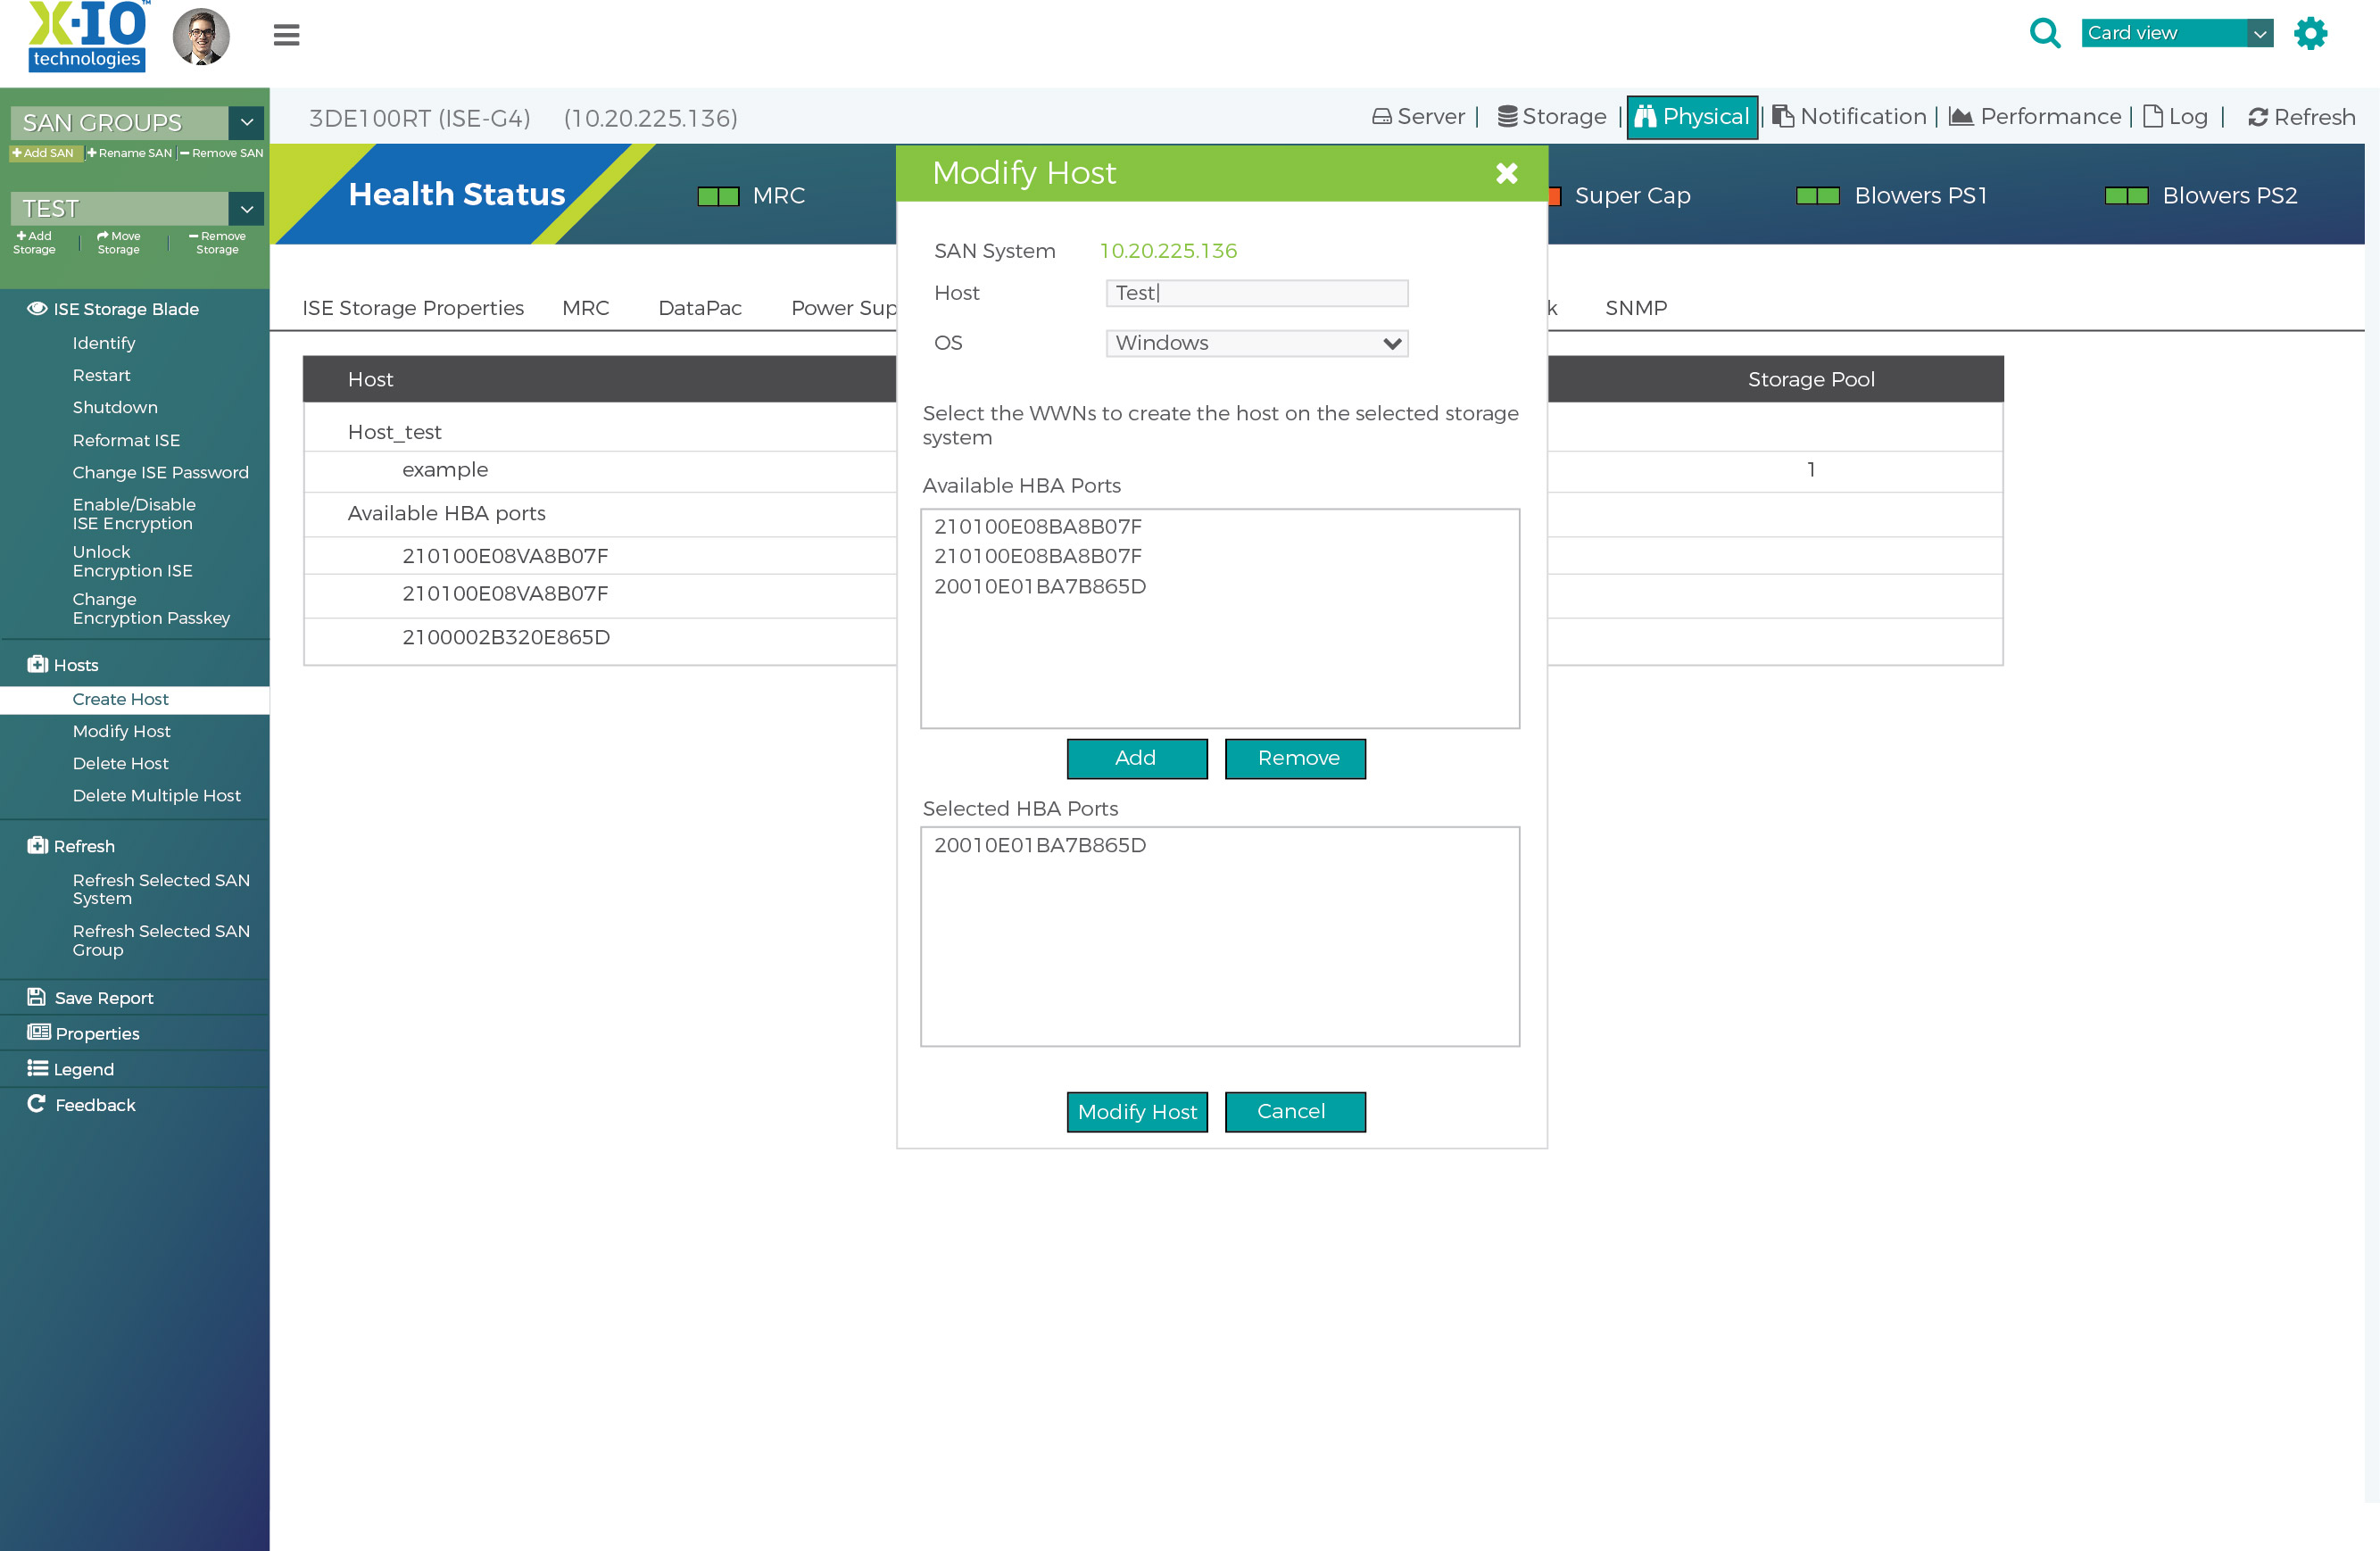 X-IO™
technologies
Card view
SAN GROUPS
Add SAN
Rename SAN
Remove SAN
TEST
Add
Storage
Move
Storage
Remove
Storage
3DE100RT (ISE-G4) (10.20.225.136)
Server | Storage | Physical | Notification | Performance | Log | Refresh
Health Status
MRC
Super Cap
Blowers PS1
Blowers PS2
ISE Storage Properties
MRC
DataPac
Power Sup
k
SNMP
Host
Storage Pool
Host_test
example
1
Available HBA ports
210100E08VA8B07F
210100E08VA8B07F
2100002B320E865D
ISE Storage Blade
Identify
Restart
Shutdown
Reformat ISE
Change ISE Password
Enable/Disable
ISE Encryption
Unlock
Encryption ISE
Change
Encryption Passkey
Hosts
Create Host
Modify Host
Delete Host
Delete Multiple Host
Refresh
Refresh Selected SAN
System
Refresh Selected SAN
Group
Save Report
Properties
Legend
Feedback
Modify Host
SAN System 10.20.225.136
Host Test
OS Windows
Select the WWNs to create the host on the selected storage
system
Available HBA Ports
210100E08BA8B07F
210100E08BA8B07F
20010E01BA7B865D
Add Remove
Selected HBA Ports
20010E01BA7B865D
Modify Host Cancel